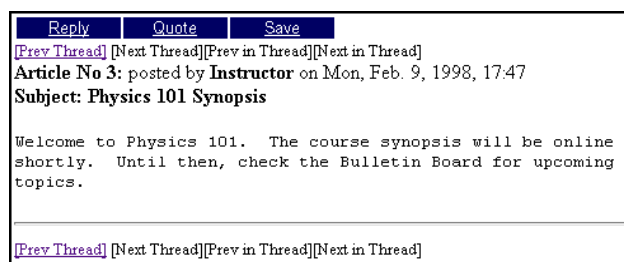 Reply Quote Save
[Prev Thread] [Next Thread][Prev in Thread][Next in Thread]
Article No 3: posted by Instructor on Mon, Feb. 9, 1998, 17:47
Subject: Physics 101 Synopsis
Welcome to Physics 101. The course synopsis will be online
shortly. Until then, check the Bulletin Board for upcoming
topics.
[Prev Thread] [Next Thread][Prev in Thread][Next in Thread]